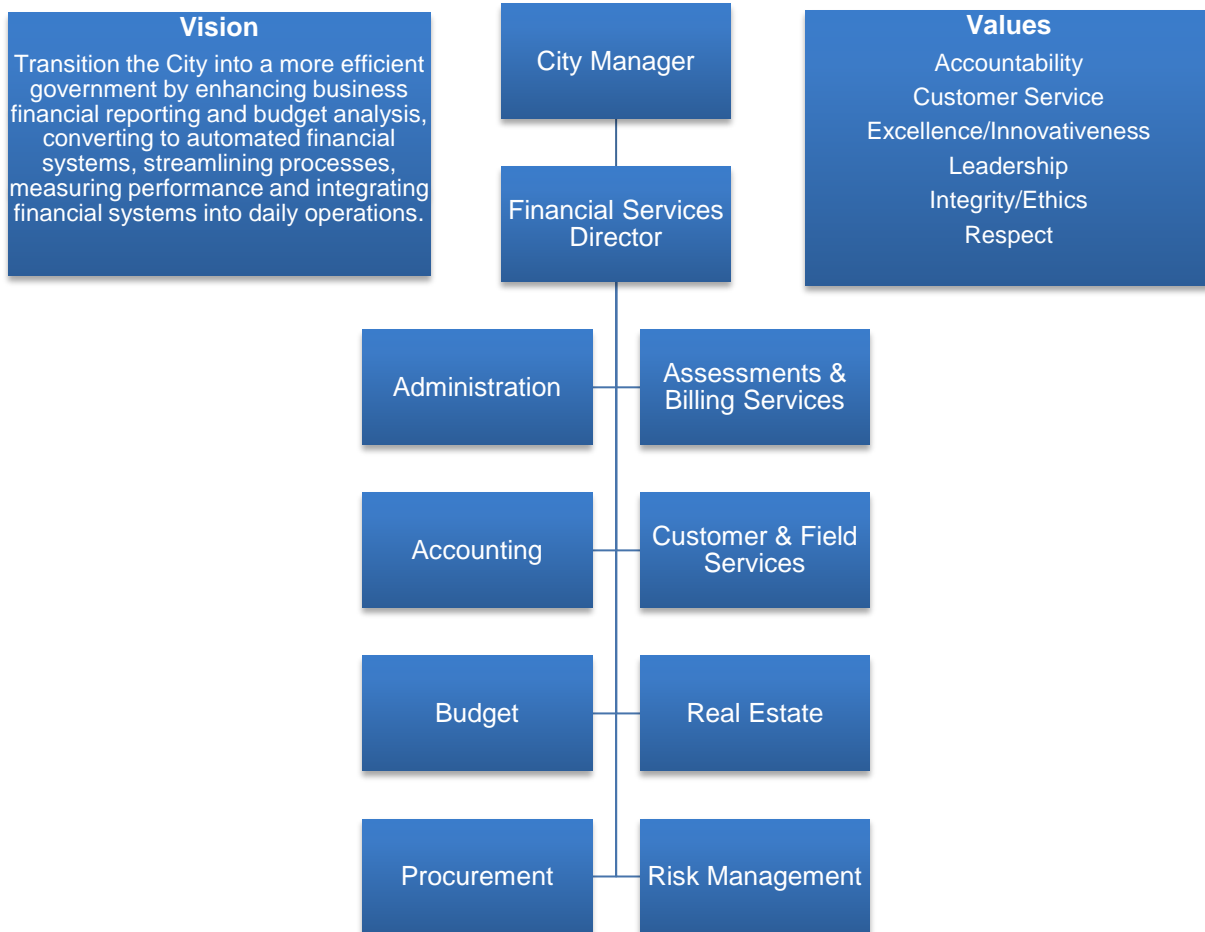 Vision
Transition the City into a more efficient
government by enhancing business
financial reporting and budget analysis,
converting to automated financial
systems, streamlining processes,
measuring performance and integrating
financial systems into daily operations.
City Manager
Values
Accountability
Customer Service
Excellence/Innovativeness
Leadership
Integrity/Ethics
Respect
Financial Services
Director
Administration
Assessments &
Billing Services
Accounting
Customer & Field
Services
Budget
Real Estate
Procurement
Risk Management